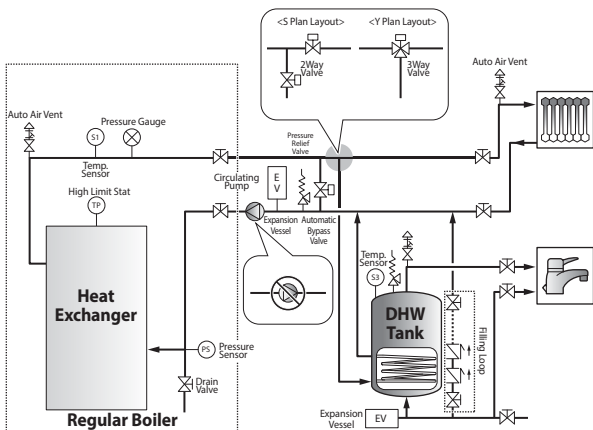 <S Plan Layout>
<Y Plan Layout>
2Way
Valve
3Way
Valve
Auto Air Vent
Auto Air Vent
Pressure Gauge
S1
Temp.
Sensor
Pressure
Relief
Valve
High Limit Stat
TP
Circulating
Pump
E
V
Expansion
Vessel
Automatic
Bypass
Valve
Heat
Exchanger
Temp.
Sensor
S3
DHW
Tank
Filling Loop
PS
Pressure
Sensor
Drain
Valve
Expansion
Vessel
EV
Regular Boiler